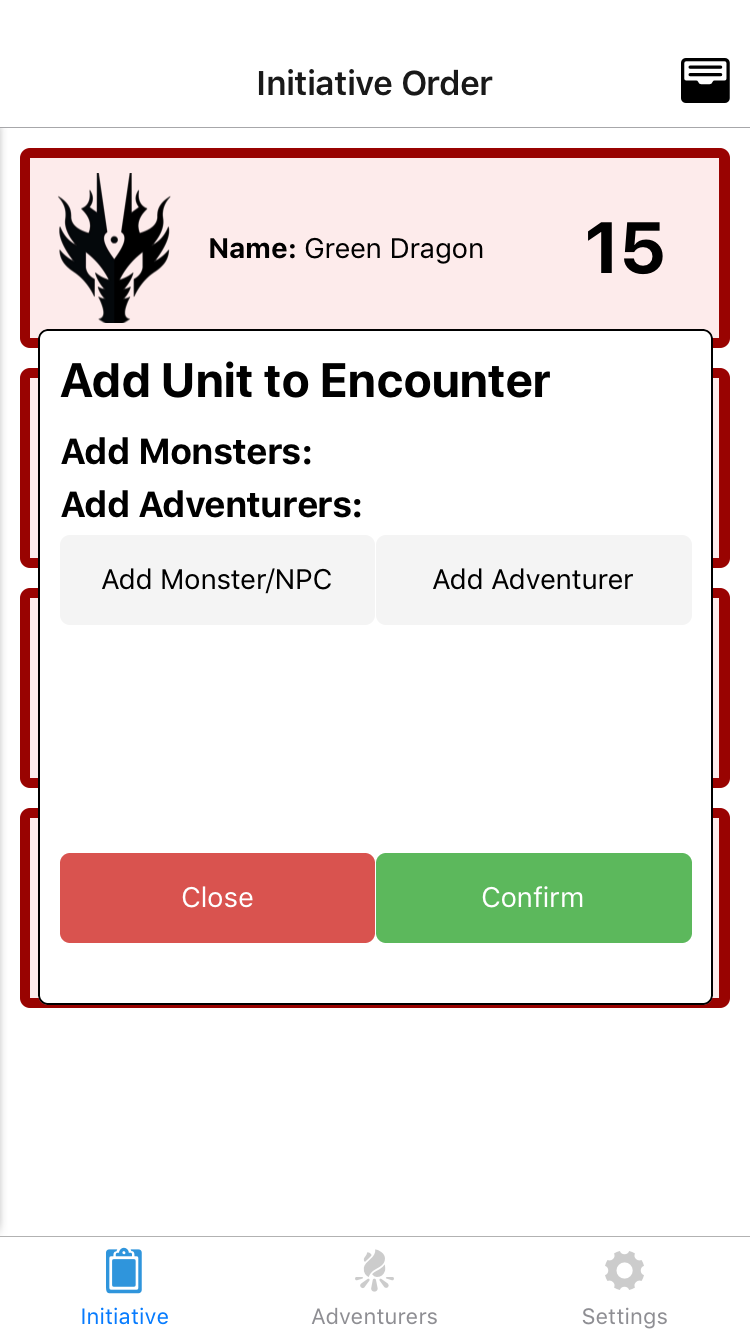 Initiative Order
Name: Green Dragon
15
Add Unit to Encounter
Add Monsters:
Add Adventurers:
Add Monster/NPC
Add Adventurer
Close
Confirm
Initiative
Adventurers
Settings